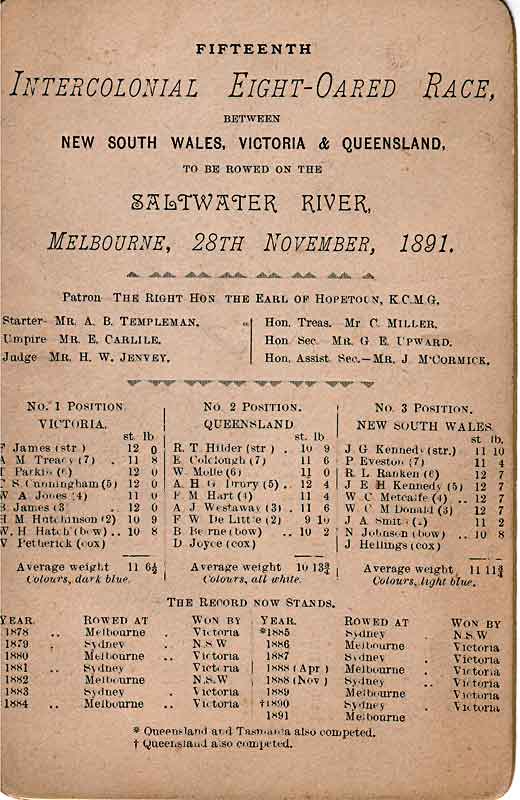 FIFTEENTH
INTERCOLONIAL EIGHT-OARED RACE,
BETWEEN
NEW SOUTH WALES, VICTORIA & QUEENSLAND,
TO BE ROWED ON THE
SALTWATER RIVER,
MELBOURNE, 28TH NOVEMBER, 1891.
Patron THE RIGHT HON THE EARL OF HOPETOUN, K.C.M.G.
Starter- MR. A. B. TEMPLEMAN.
Umpire MR. E. CARLILE.
Judge MR. H. W. JENVEY.
Hon. Treas. Mr C. MILLER.
Hon Sec. MR. G E. UPWARD.
Hon. Assist. Sec.—MR. J M'CORMICK.
No. 1 POSITION.
VICTORIA.
st. lb
James (str) 12 0
A M Treacy (7) . 11 8
Parkin (6) 12 0
S Cunningham (5) 12 0
W A Jones (4) 11 0
James (3 .. 12 0
H M Hutchinson (2) 10 9
W. H Hatch (bow) .. 10 8
Petherick (cox)
Average weight 11 6½
Colours, dark blue.
No. 2 POSITION.
QUEENSLAND
st. lb
R. T Hilder (str) . 10 9
E Colclough (7) 11 6
W. Molle (6) 11 0
A. H G Drury (5) . 12 4
F M Hart (4) 11 4
A. J Westaway (3) . 11 6
F W De Little (2) 9 10
B Berne (bow) .. 10 2
D. Joyce (cox)
Average weight 10 13¾
Colours, all white.
No. 3 POSITION.
NEW SOUTH WALES
st. lb.
J. G Kennedy (str.) 11 10
P Everton (7) 11 4
R. L Ranken (6) 12 7
J E H Kennedy (5) 12 7
W C Metcalfe (4) .. 12 7
W C M'Donald (3) 12 7
J A. Smith (2) 11 2
N Johnson (bow) .. 10 8
J Hellings (cox)
Average weight 11 11¾
Colours, light blue.
THE RECORD NOW STANDS.
YEAR. ROWED AT WON BY
1878 .. Melbourne . Victoria
1879 . Sydney . N.S.W
1880 Melbourne .. Victoria
1881 .. Sydney . Victoria
1882 .. Melbourne . N.S.W
1883 .. Sydney . Victoria
1884 .. Melbourne . Victoria
YEAR. ROWED AT WON BY
*1885 Sydney N.S.W
1886 Melbourne Victoria
1887 Sydney Victoria
1888 (Apr) Melbourne Victoria
1888 (Nov) Sydney Victoria
1889 Melbourne Victoria
†1890 Sydney Victoria
1891 Melbourne
* Queensland and Tasmania also competed.
† Queensland also competed.